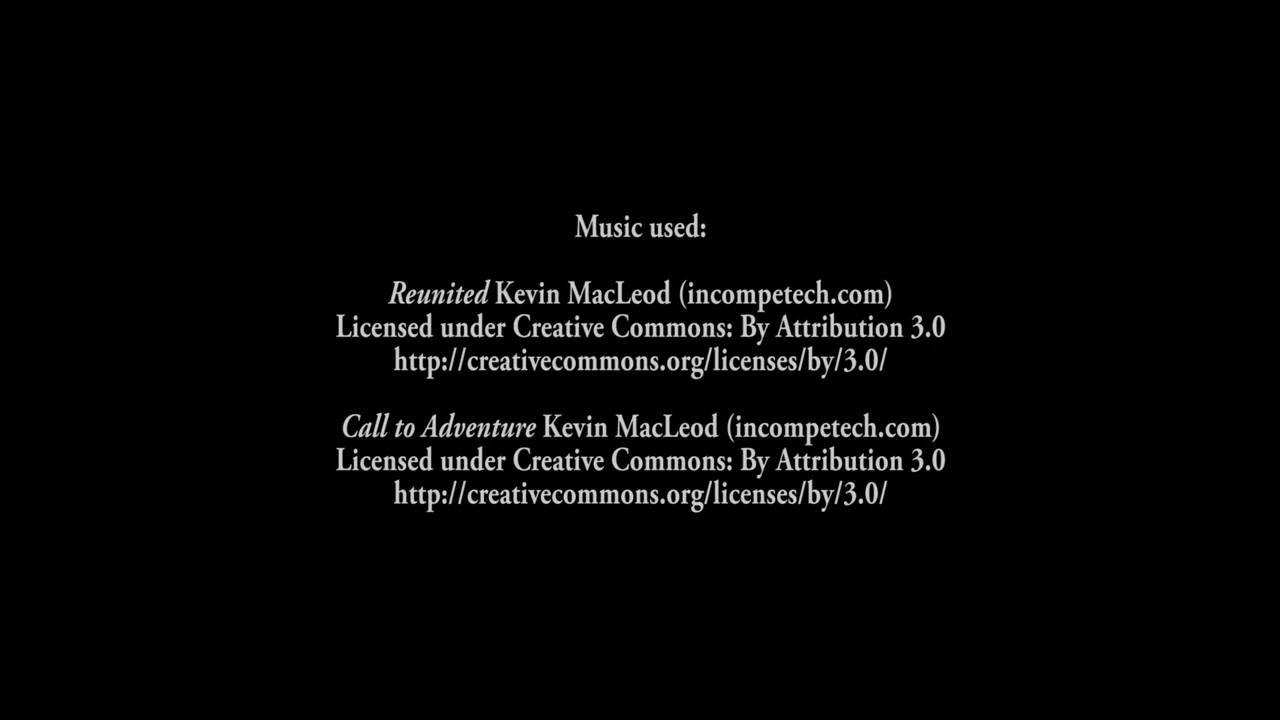 Music used:
Reunited Kevin MacLeod (incompetech.com)
Licensed under Creative Commons: By Attribution 3.0
http://creativecommons.org/licenses/by/3.0/
Call to Adventure Kevin MacLeod (incompetech.com)
Licensed under Creative Commons: By Attribution 3.0
http://creativecommons.org/licenses/by/3.0/